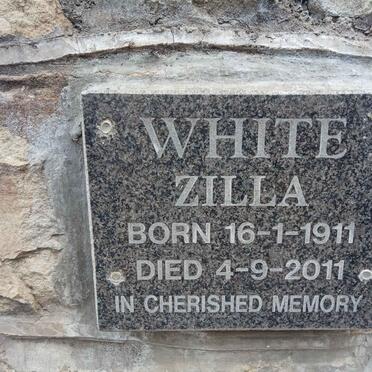 WHITE
ZILLA
BORN 16-1-1911
DIED 4-9-2011
IN CHERISHED MEMORY